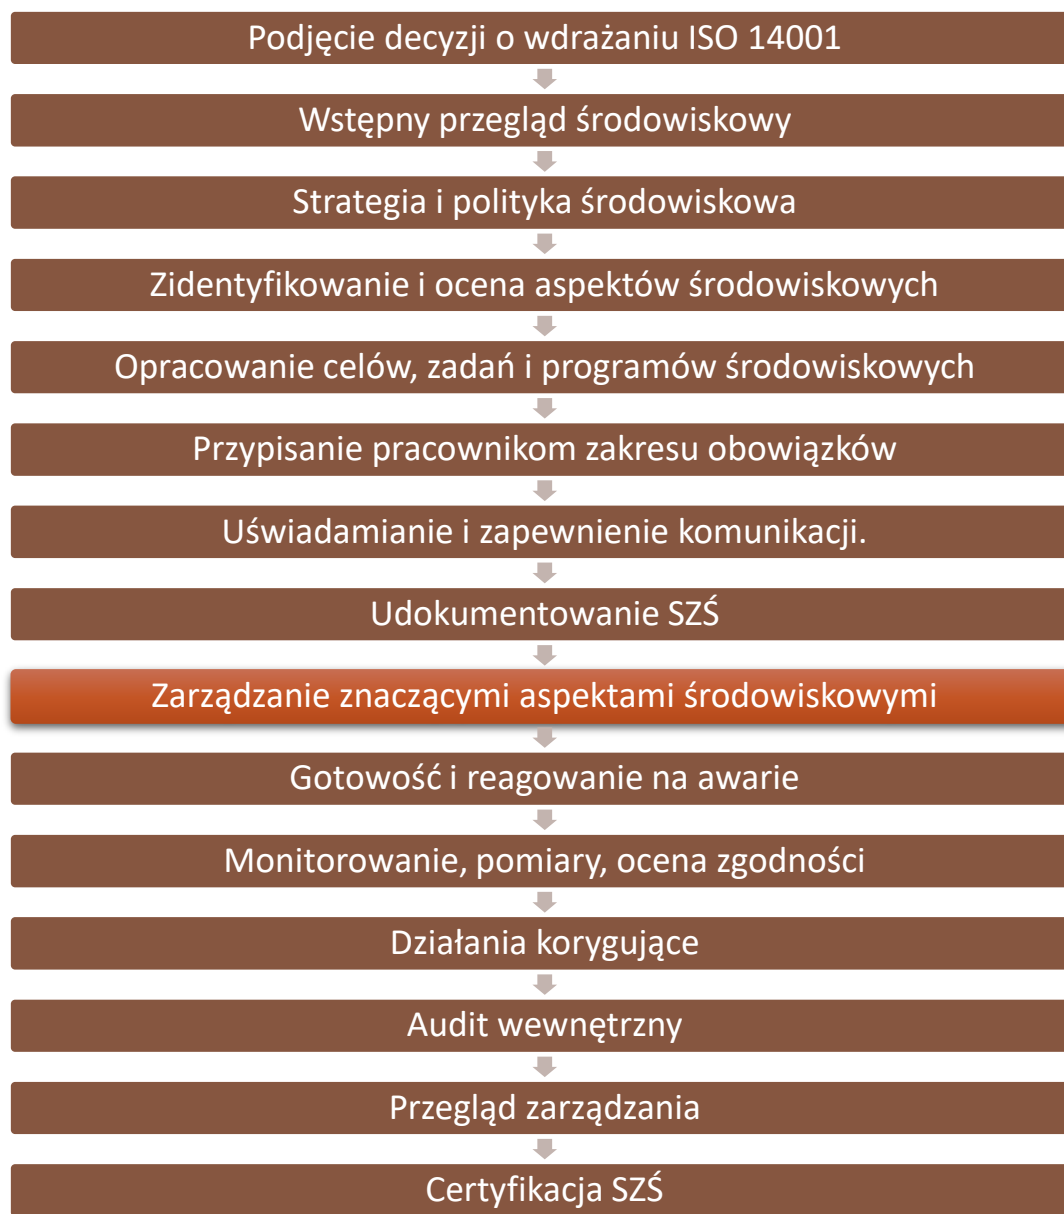 Podjęcie decyzji o wdrażaniu ISO 14001
Wstępny przegląd środowiskowy
Strategia i polityka środowiskowa
Zidentyfikowanie i ocena aspektów środowiskowych
Opracowanie celów, zadań i programów środowiskowych
Przypisanie pracownikom zakresu obowiązków
Uświadamianie i zapewnienie komunikacji.
Udokumentowanie SZŚ
Zarządzanie znaczącymi aspektami środowiskowymi
Gotowość i reagowanie na awarie
Monitorowanie, pomiary, ocena zgodności
Działania korygujące
Audit wewnętrzny
Przegląd zarządzania
Certyfikacja SZŚ